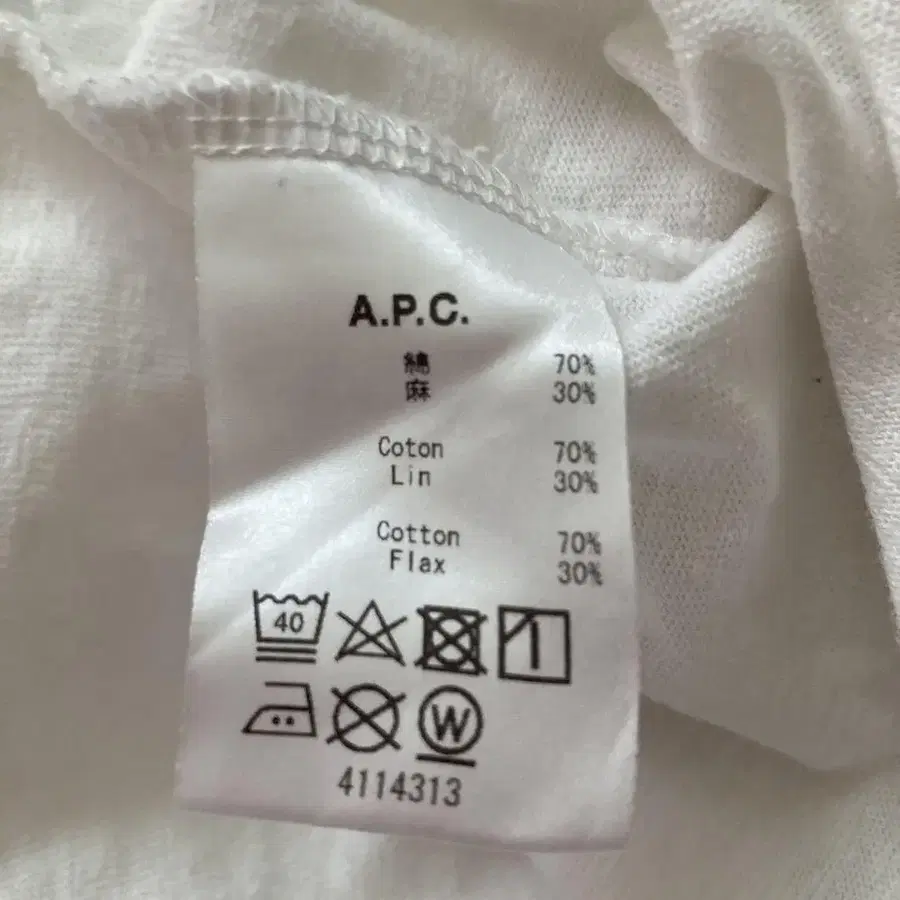 A.P.C.
綿 70%
麻 30%
Coton 70%
Lin 30%
Cotton 70%
Flax 30%
40
W
4114313